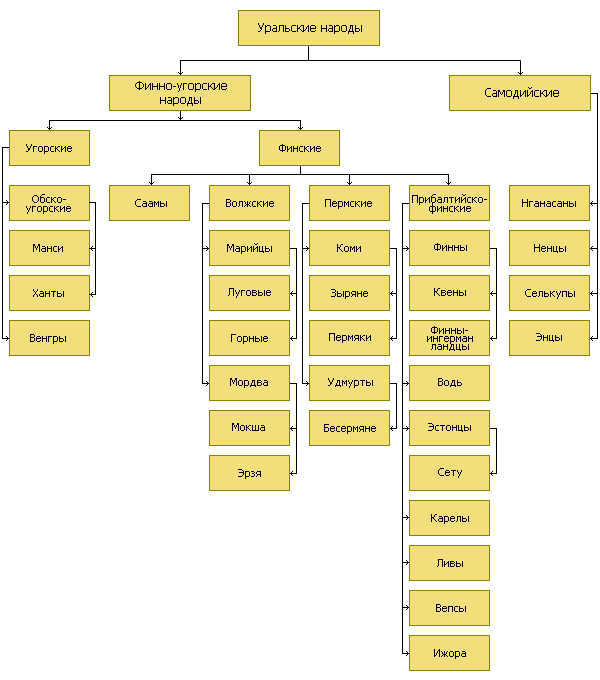 Уральские народы
Финно-угорские
народы
Самодийские
Угорские
Финские
Обско-
угорские
Саамы
Волжские
Пермские
Прибалтийско-
финские
Нганасаны
Манси
Марийцы
Коми
Финны
Ненцы
Ханты
Луговые
Зыряне
Квены
Селькупы
Венгры
Горные
Пермяки
Финны-
ингерман
ландцы
Энцы
Мордва
Удмурты
Водь
Мокша
Бесермяне
Эстонцы
Эрзя
Сету
Карелы
Ливы
Вепсы
Ижора